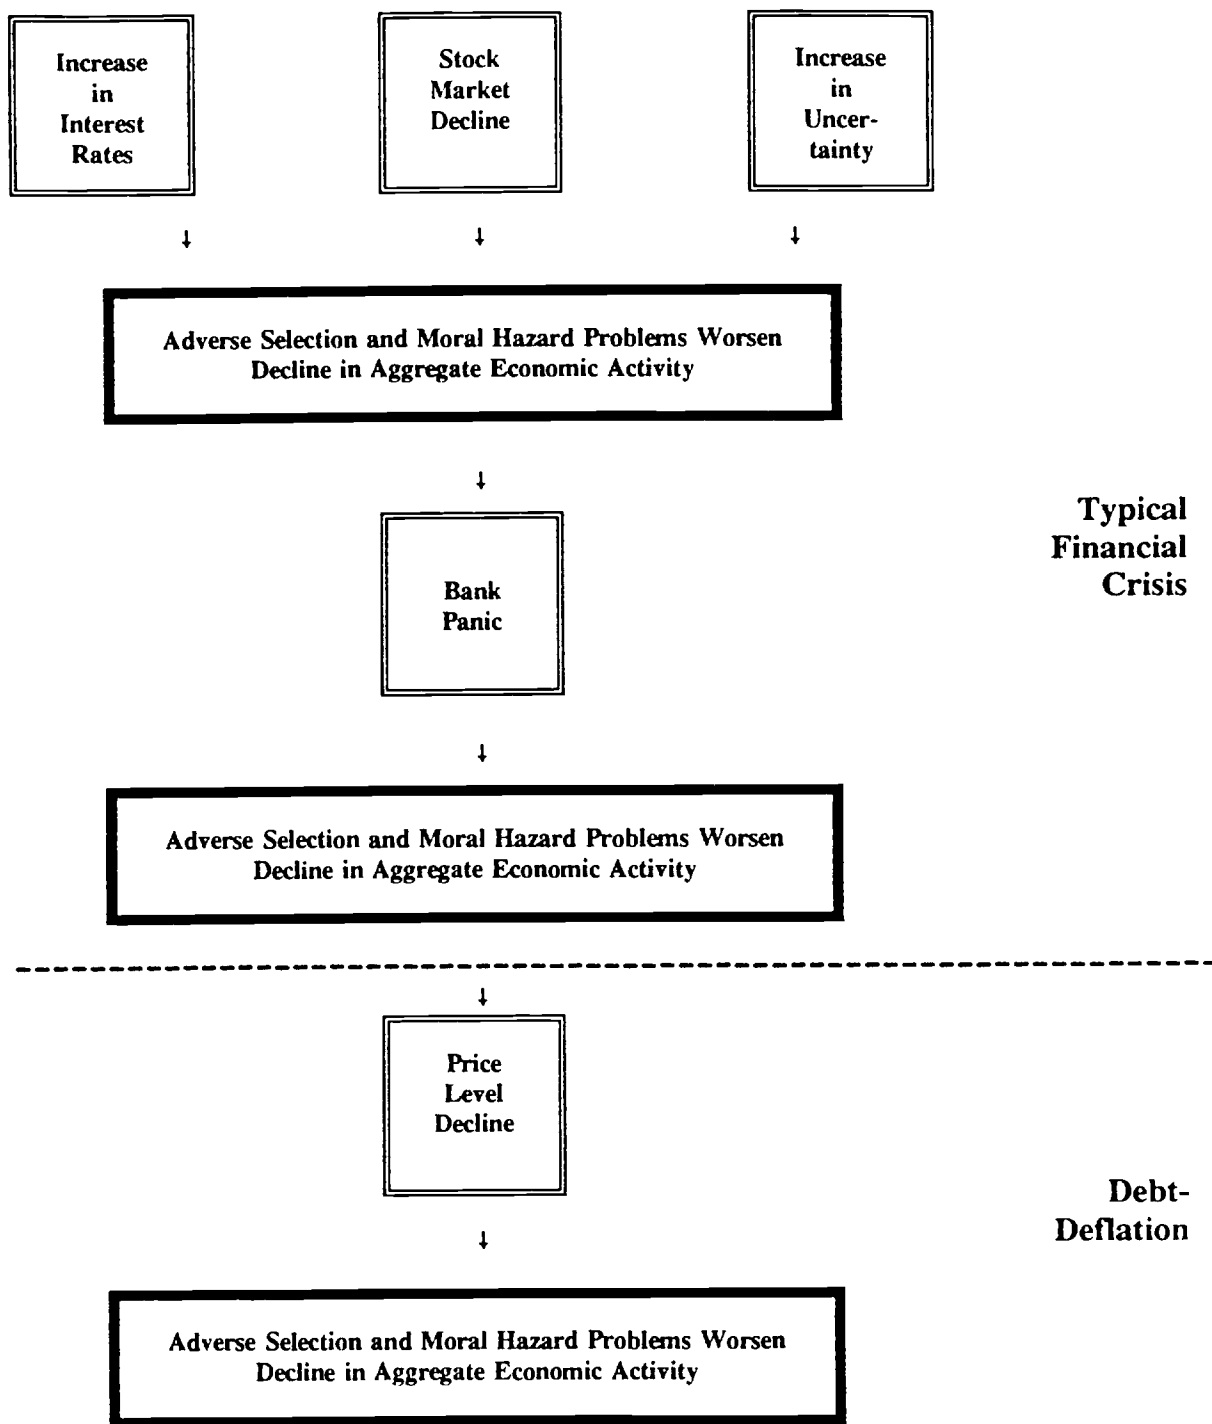 Increase
in
Interest
Rates
Stock
Market
Decline
Increase
in
Uncer-
tainty
Adverse Selection and Moral Hazard Problems Worsen
Decline in Aggregate Economic Activity
Bank
Panic
Typical
Financial
Crisis
Adverse Selection and Moral Hazard Problems Worsen
Decline in Aggregate Economic Activity
Price
Level
Decline
Debt-
Deflation
Adverse Selection and Moral Hazard Problems Worsen
Decline in Aggregate Economic Activity